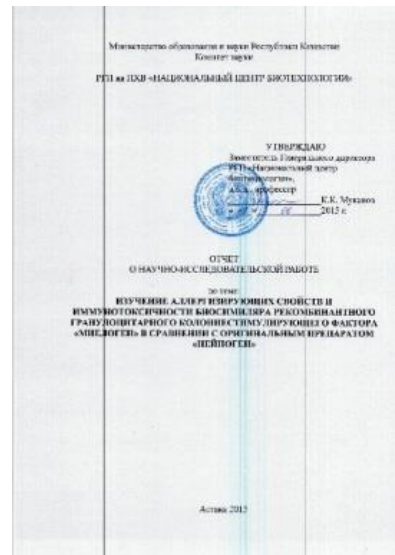 Министерство образования и науки Республики Казахстан
Комитет науки
РГП на ПХВ «НАЦИОНАЛЬНЫЙ ЦЕНТР БИОТЕХНОЛОГИИ»
УТВЕРЖДАЮ
Заместитель Генерального директора
РГП «Национальный центр
биотехнологии»,
профессор
К.К. Муканов
2015 г.
ОТЧЕТ
О НАУЧНО-ИССЛЕДОВАТЕЛЬСКОЙ РАБОТЕ
по теме:
ИЗУЧЕНИЕ АЛЛЕРГИЗИРУЮЩИХ СВОЙСТВ И
ИММУНОТОКСИЧНОСТИ БИОСИМИЛЯРА РЕКОМБИНАНТНОГО
ГРАНУЛОЦИТАРНОГО КОЛОНИЕСТИМУЛИРУЮЩЕГО ФАКТОРА
«МИЕЛОГЕН» В СРАВНЕНИИ С ОРИГИНАЛЬНЫМ ПРЕПАРАТОМ
«НЕЙПОГЕН»
Астана 2015